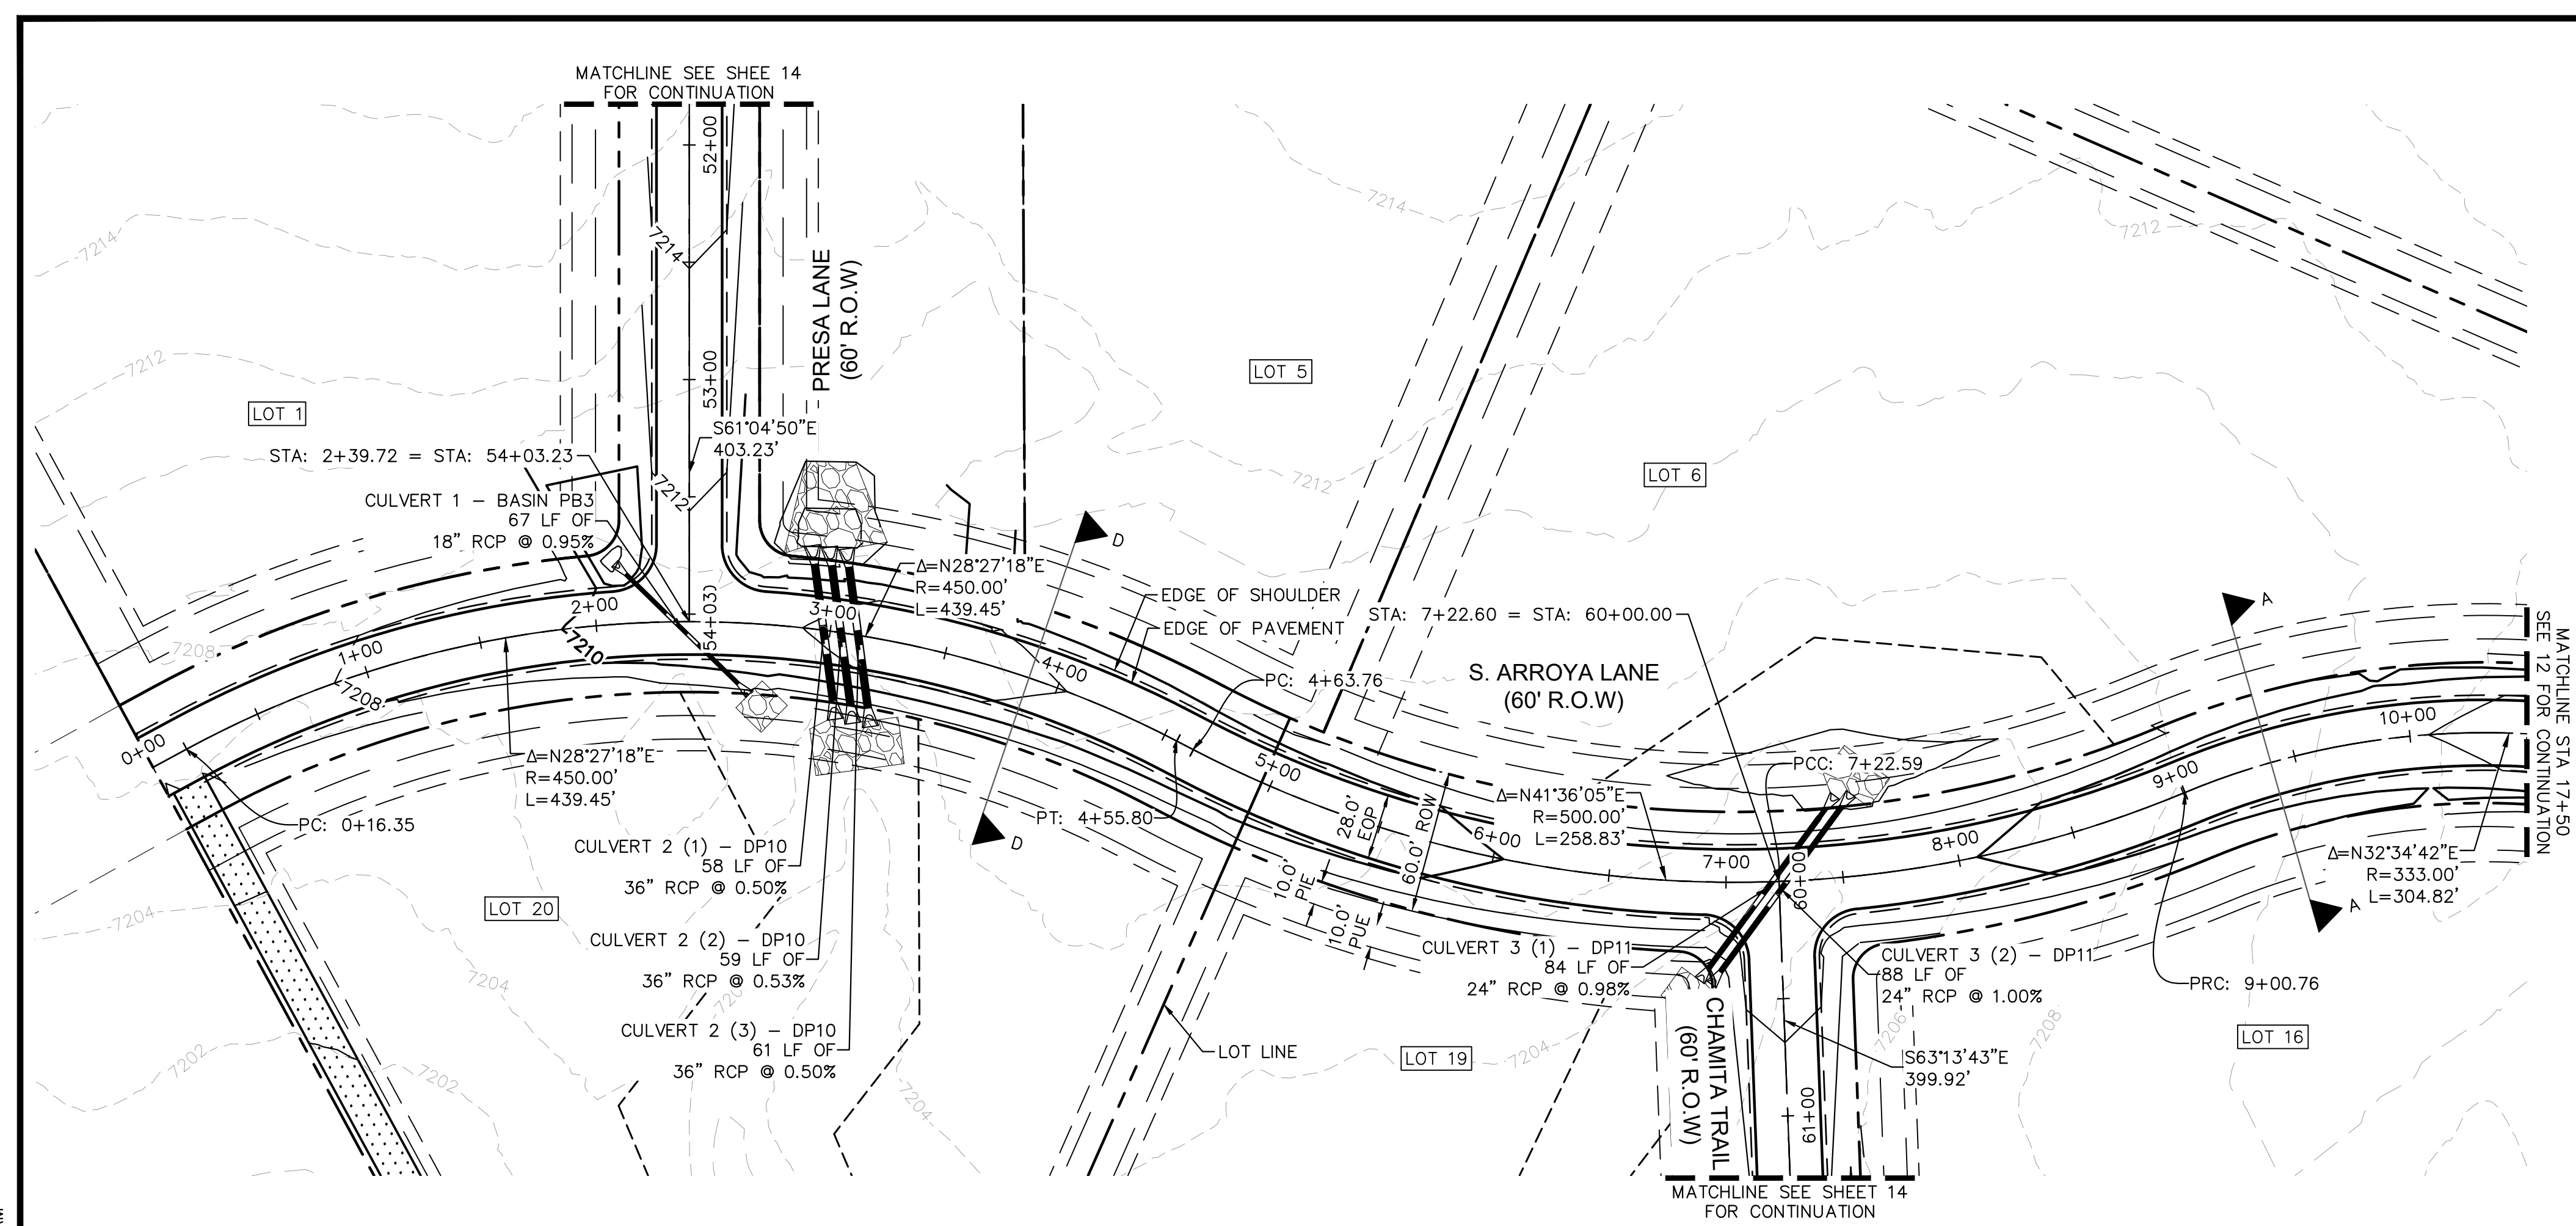 MATCHLINE SEE SHEE 14
FOR CONTINUATION
52+00
7214
7214
7214
7212
PRESA LANE
(60' R.O.W)
7212
53+00
LOT 5
LOT 1
S61°04'50"E
403.23'
STA: 2+39.72 = STA: 54+03.23
LOT 6
7212
7212
CULVERT 1 – BASIN PB3
67 LF OF
18" RCP @ 0.95%
D
Δ=N28°27'18"E
R=450.00'
L=439.45'
EDGE OF SHOULDER
EDGE OF PAVEMENT
STA: 7+22.60 = STA: 60+00.00
A
MATCHLINE STA 17+50
SEE 12 FOR CONTINUATION
2+00
3+00
54+03
7210
7208
1+00
7208
4+00
PC: 4+63.76
S. ARROYA LANE
(60' R.O.W)
0+00
Δ=N28°27'18"E
R=450.00'
L=439.45'
5+00
PCC: 7+22.59
10+00
9+00
PC: 0+16.35
PT: 4+55.80
D
28.0'
EOP
60.0' ROW
Δ=N41°36'05"E
R=500.00'
L=258.83'
6+00
7+00
8+00
60+00
Δ=N32°34'42"E
R=333.00'
L=304.82'
A
CULVERT 2 (1) – DP10
58 LF OF
36" RCP @ 0.50%
10.0'
PIE
10.0'
PUE
7204
LOT 20
CULVERT 2 (2) – DP10
59 LF OF
36" RCP @ 0.53%
CULVERT 3 (1) – DP11
84 LF OF
24" RCP @ 0.98%
CULVERT 3 (2) – DP11
88 LF OF
24" RCP @ 1.00%
PRC: 9+00.76
7204
CULVERT 2 (3) – DP10
61 LF OF
36" RCP @ 0.50%
LOT LINE
LOT 19
7204
CHAMITA TRAIL
(60' R.O.W)
7206
7208
LOT 16
S63°13'43"E
399.92'
7202
7202
7204
61+00
MATCHLINE SEE SHEET 14
FOR CONTINUATION